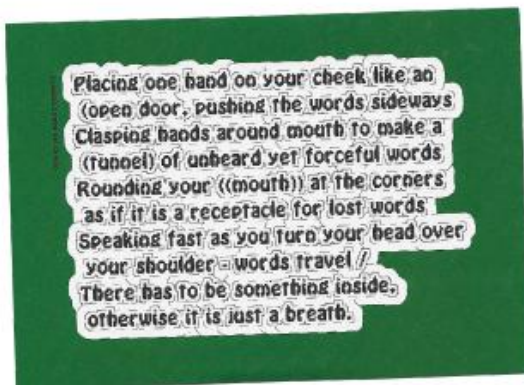 Placing one hand on your cheek like an
(open door, pushing the words sideways
Clasping hands around mouth to make a
(tunnel) of unheard yet forceful words
Rounding your ((mouth)) at the corners
as if it is a receptacle for lost words
Speaking fast as you turn your head over
your shoulder - words travel /
There has to be something inside,
otherwise it is just a breath.